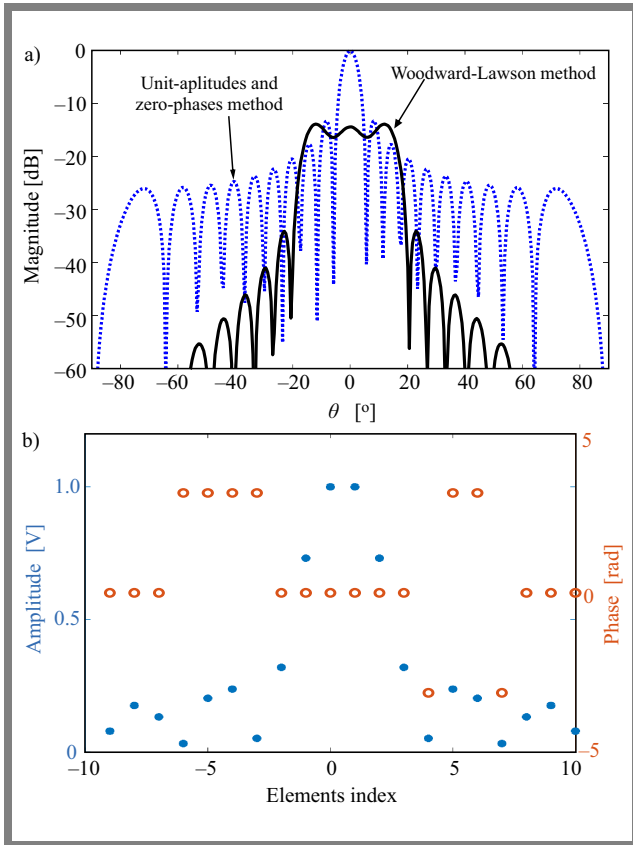 a)
Unit-aplitudes and
zero-phases method
Woodward-Lawson method
Magnitude [dB]
0
–10
–20
–30
–40
–50
–60
–80 –60 –40 –20 0 20 40 60 80
θ [º]
b)
Amplitude [V]
1.0
0.5
0
5
0
–5
Phase [rad]
–10 –5 0 5 10
Elements index